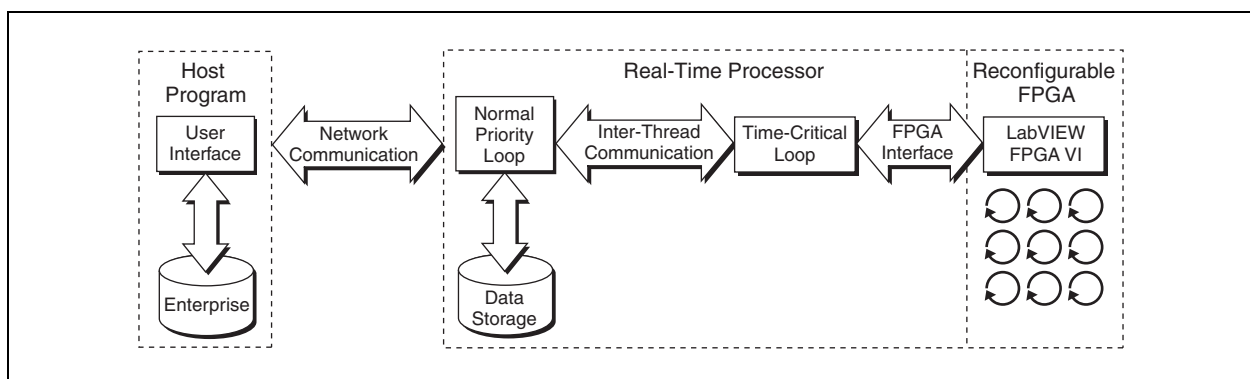 Host
Program
User
Interface
Enterprise
Network
Communication
Real-Time Processor
Normal
Priority
Loop
Data
Storage
Inter-Thread
Communication
Time-Critical
Loop
FPGA
Interface
Reconfigurable
FPGA
LabVIEW
FPGA VI